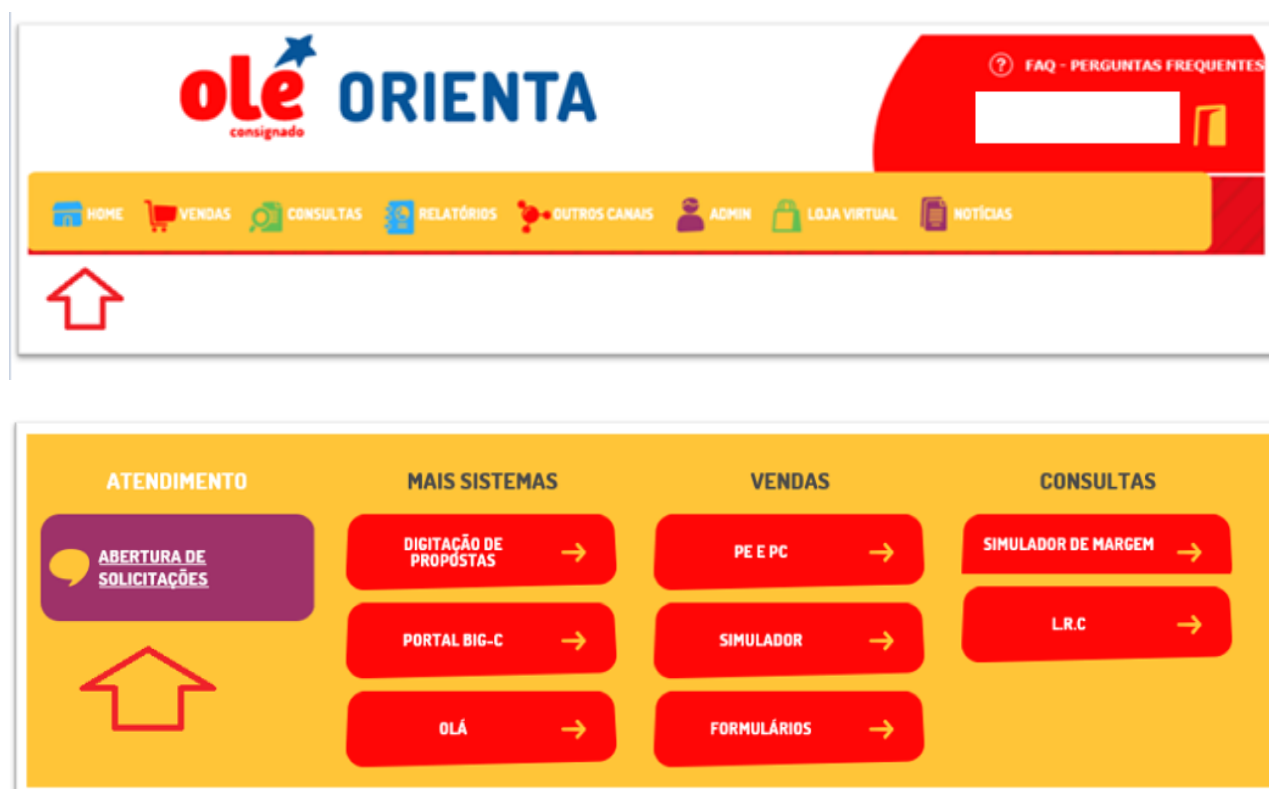 olé
consignado
ORIENTA
? FAQ - PERGUNTAS FREQUENTES
HOME VENDAS CONSULTAS RELATÓRIOS OUTROS CANAIS ADMIN LOJA VIRTUAL NOTÍCIAS
ATENDIMENTO
ABERTURA DE
SOLICITAÇÕES
MAIS SISTEMAS
DIGITAÇÃO DE
PROPÓSTAS
PORTAL BIG-C
OLÁ
VENDAS
PE E PC
SIMULADOR
FORMULÁRIOS
CONSULTAS
SIMULADOR DE MARGEM
L.R.C